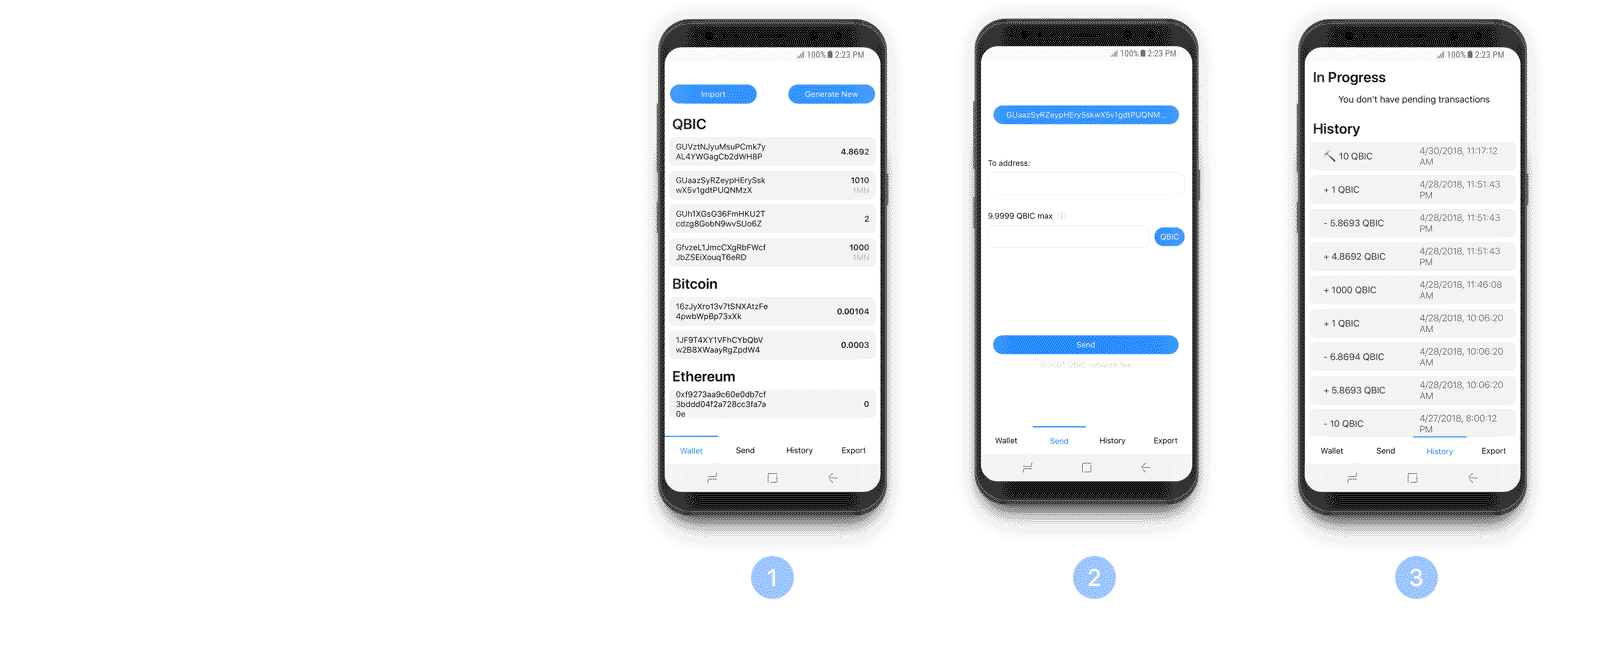 100% 2:23 PM
Import
Generate New
QBIC
GUVztNJyuMsuPCmk7y
AL4YWGagCb2dWH8P
4.8692
GUaazSyRZeypHErySsk
wX5v1gdtPUQNMzX
1010
1MN
GUh1XGsG36FmHKU2T
cdzg8GobN9wvSUo6Z
2
GfvzeL1JmcCXgRbFWcf
JbZSEiXouqT6eRD
1000
1MN
Bitcoin
16zJyXro13v7tSNXAtzFe
4pwbWpBp73xXk
0.00104
1JF9T4XY1VFhCYbQbV
w2B8XWaayRgZpdW4
0.0003
Ethereum
0xf9273aa9c60e0db7cf
3bddd04f2a728cc3fa7a
0e
0
Wallet
Send
History
Export
1
100% 2:23 PM
GUaazSyRZeypHErySskwX5v1gdtPUQNM...
To address:
9.9999 QBIC max
QBIC
Send
0.0001 QBIC network fee
Wallet
Send
History
Export
2
100% 2:23 PM
In Progress
You don't have pending transactions
History
10 QBIC
4/30/2018, 11:17:12
AM
+ 1 QBIC
4/28/2018, 11:51:43
PM
- 5.8693 QBIC
4/28/2018, 11:51:43
PM
+ 4.8692 QBIC
4/28/2018, 11:51:43
PM
+ 1000 QBIC
4/28/2018, 11:46:08
AM
+ 1 QBIC
4/28/2018, 10:06:20
AM
- 6.8694 QBIC
4/28/2018, 10:06:20
AM
+ 5.8693 QBIC
4/28/2018, 10:06:20
AM
- 10 QBIC
4/27/2018, 8:00:12
PM
Wallet
Send
History
Export
3